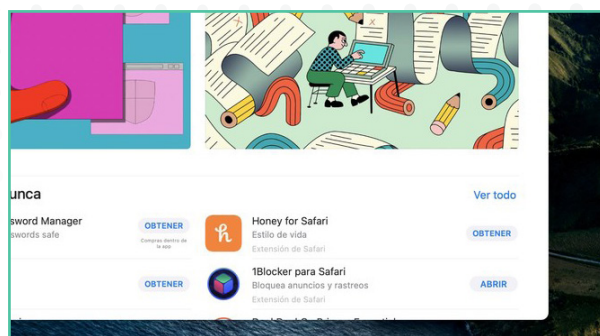 unca
Ver todo
sword Manager
swords safe
OBTENER
Compras dentro de
la app
Honey for Safari
Estilo de vida
Extensión de Safari
OBTENER
OBTENER
1Blocker para Safari
Bloquea anuncios y rastreos
Extensión de Safari
ABRIR